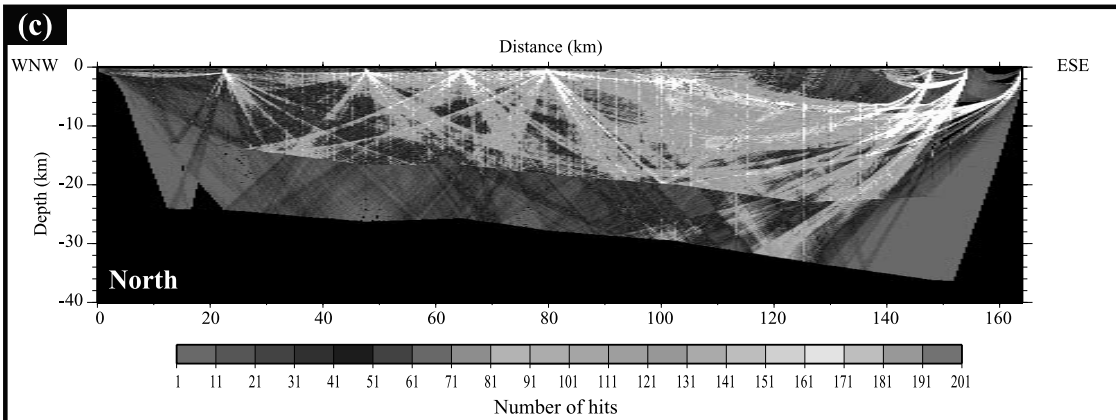 (c)
Distance (km)
WNW
ESE
0
-10
-20
-30
-40
Depth (km)
North
0 20 40 60 80 100 120 140 160
1 11 21 31 41 51 61 71 81 91 101 111 121 131 141 151 161 171 181 191 201
Number of hits